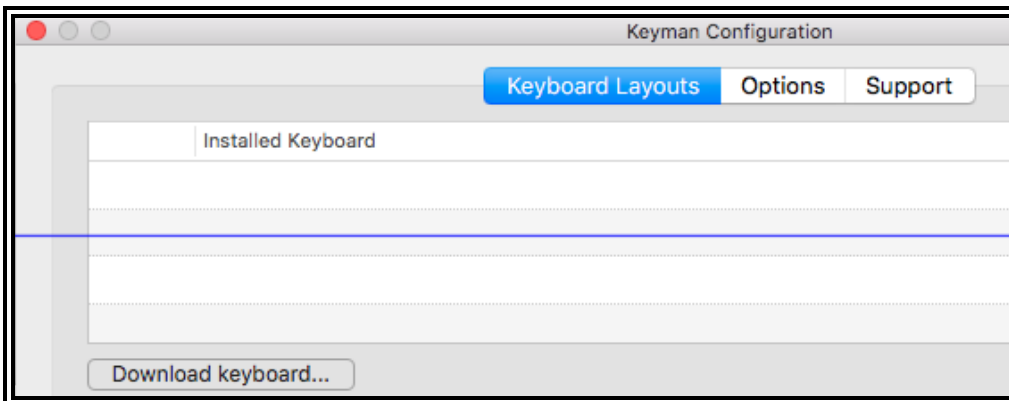 Keyman Configuration
Keyboard Layouts Options Support
Installed Keyboard
Download keyboard...